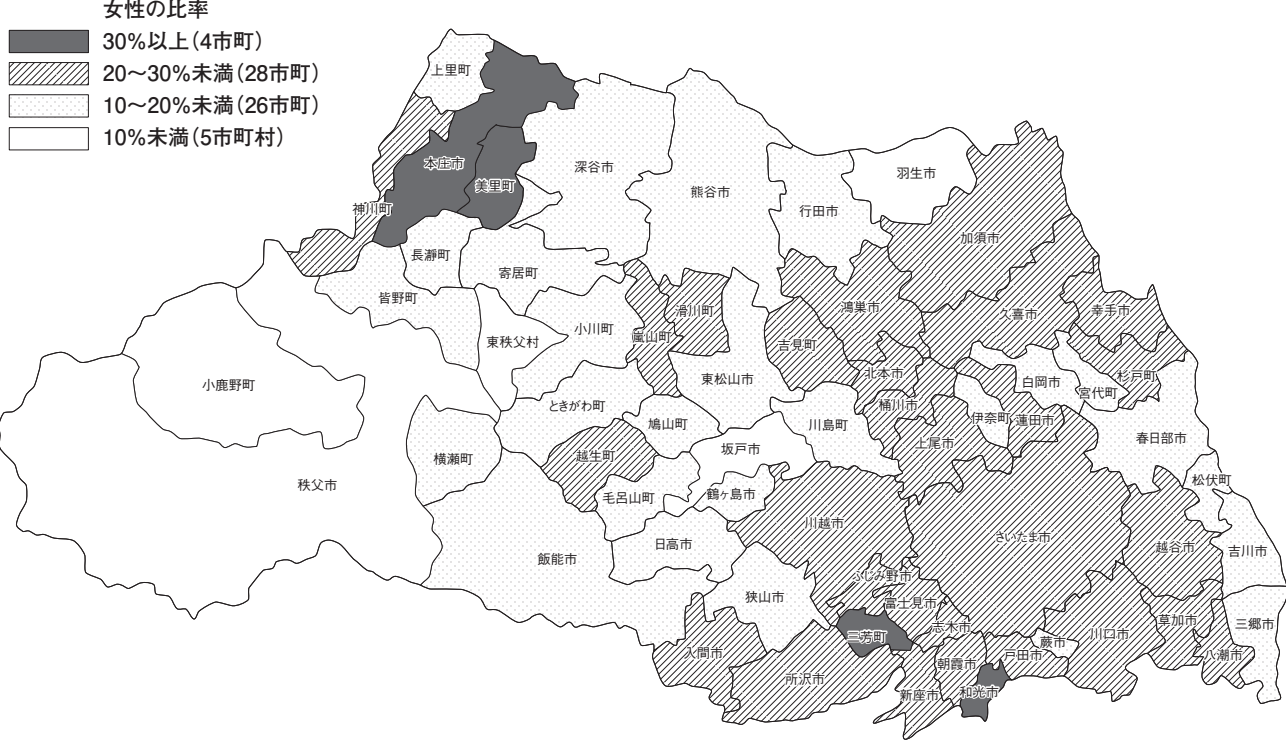 女性の比率
30%以上（4市町）
20～30%未満（28市町）
10～20%未満（26市町）
10%未満（5市町村）
上里町
本庄市
美里町
深谷市
熊谷市
行田市
羽生市
神川町
加須市
長瀞町
寄居町
皆野町
東秩父村
小川町
嵐山町
滑川町
吉見町
鴻巣市
久喜市
幸手市
小鹿野町
東松山市
北本市
白岡市
杉戸町
宮代町
ときがわ町
鳩山町
川島町
桶川市
伊奈町
蓮田市
上尾市
春日部市
横瀬町
越生町
坂戸市
秩父市
毛呂山町
鶴ヶ島市
松伏町
川越市
さいたま市
越谷市
吉川市
飯能市
日高市
ふじみ野市
狭山市
富士見市
志木市
三芳町
草加市
三郷市
川口市
蕨市
戸田市
八潮市
入間市
所沢市
朝霞市
新座市
和光市